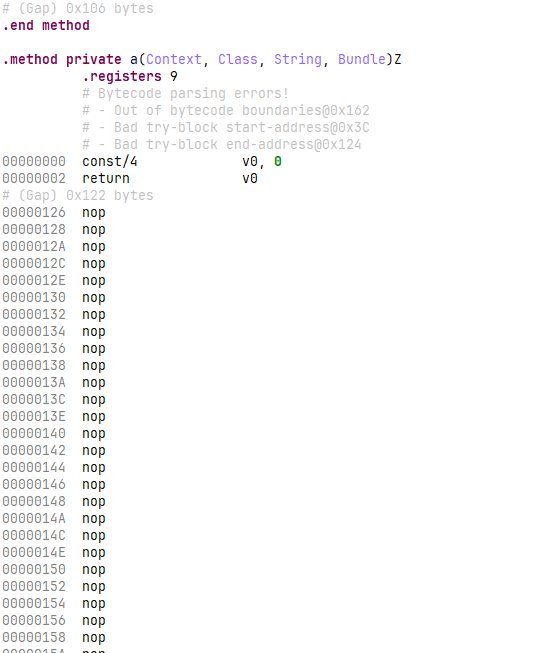 # (Gap) 0x106 bytes
.end method
.method private a(Context, Class, String, Bundle)Z
.registers 9
# Bytecode parsing errors!
# - Out of bytecode boundaries@0x162
# - Bad try-block start-address@0x3C
# - Bad try-block end-address@0x124
00000000 const/4 v0, 0
00000002 return v0
# (Gap) 0x122 bytes
00000126 nop
00000128 nop
0000012A nop
0000012C nop
0000012E nop
00000130 nop
00000132 nop
00000134 nop
00000136 nop
00000138 nop
0000013A nop
0000013C nop
0000013E nop
00000140 nop
00000142 nop
00000144 nop
00000146 nop
00000148 nop
0000014A nop
0000014C nop
0000014E nop
00000150 nop
00000152 nop
00000154 nop
00000156 nop
00000158 nop
0000015A nop